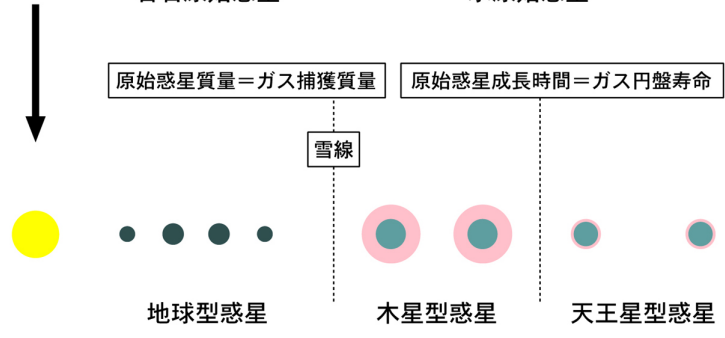 原始惑星質量＝ガス捕獲質量
原始惑星成長時間＝ガス円盤寿命
雪線
地球型惑星
木星型惑星
天王星型惑星